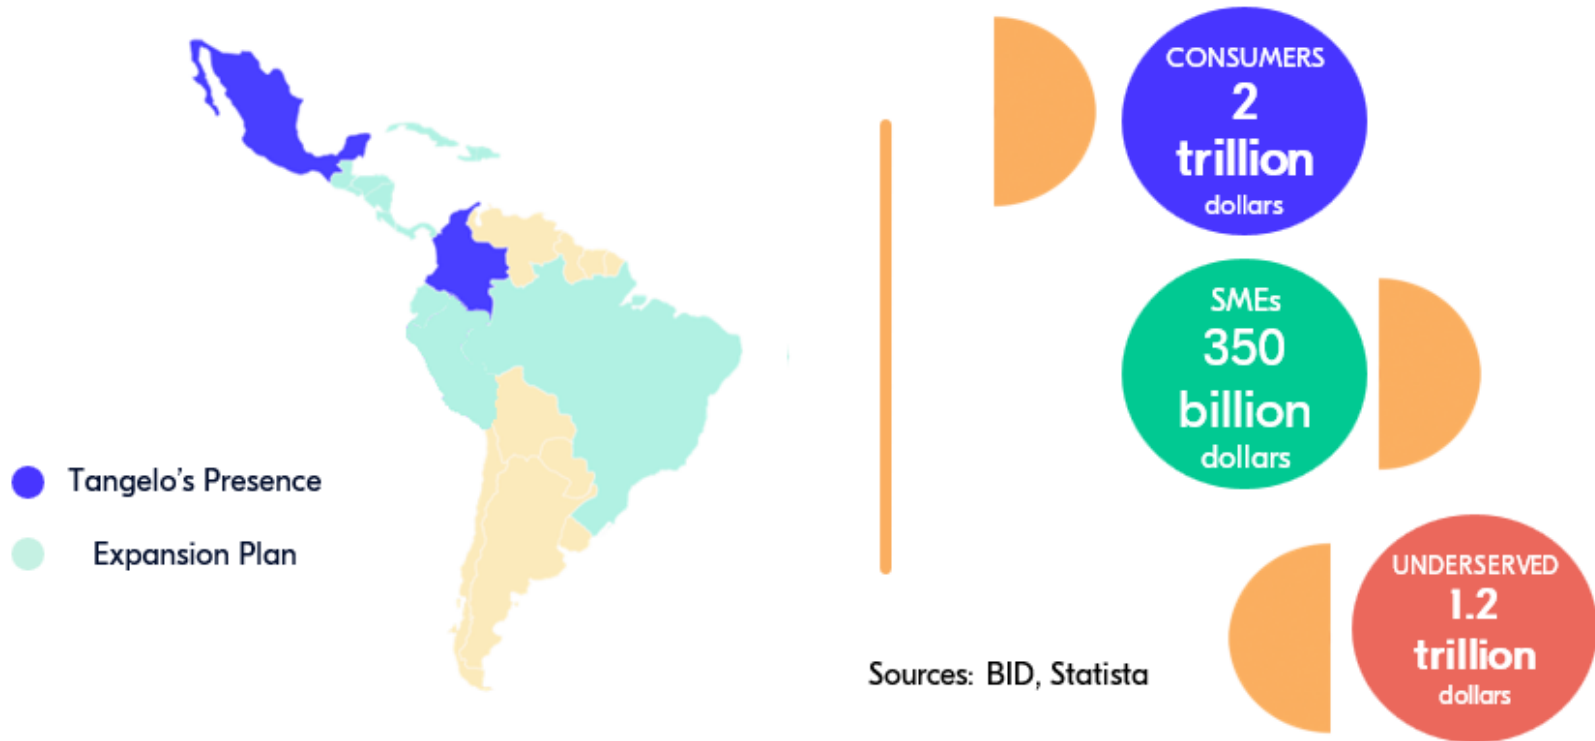 Tangelo's Presence
Expansion Plan
CONSUMERS
2
trillion
dollars
SMEs
350
billion
dollars
UNDERSERVED
1.2
trillion
dollars
Sources: BID, Statista